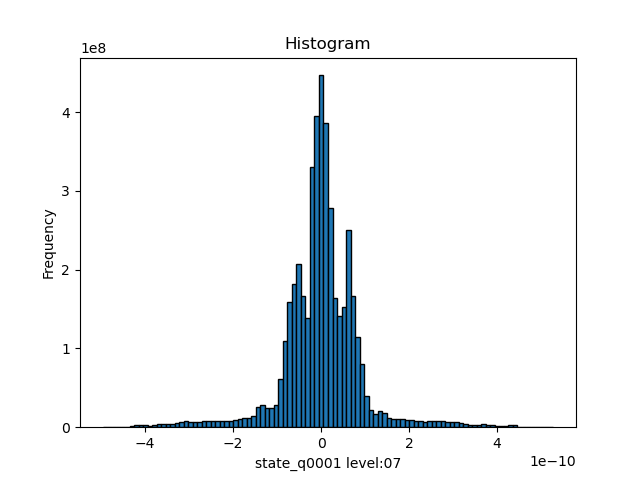 Histogram
1e8
4
3
2
1
0
Frequency
−4
−2
0
2
4
1e−10
state_q0001 level:07